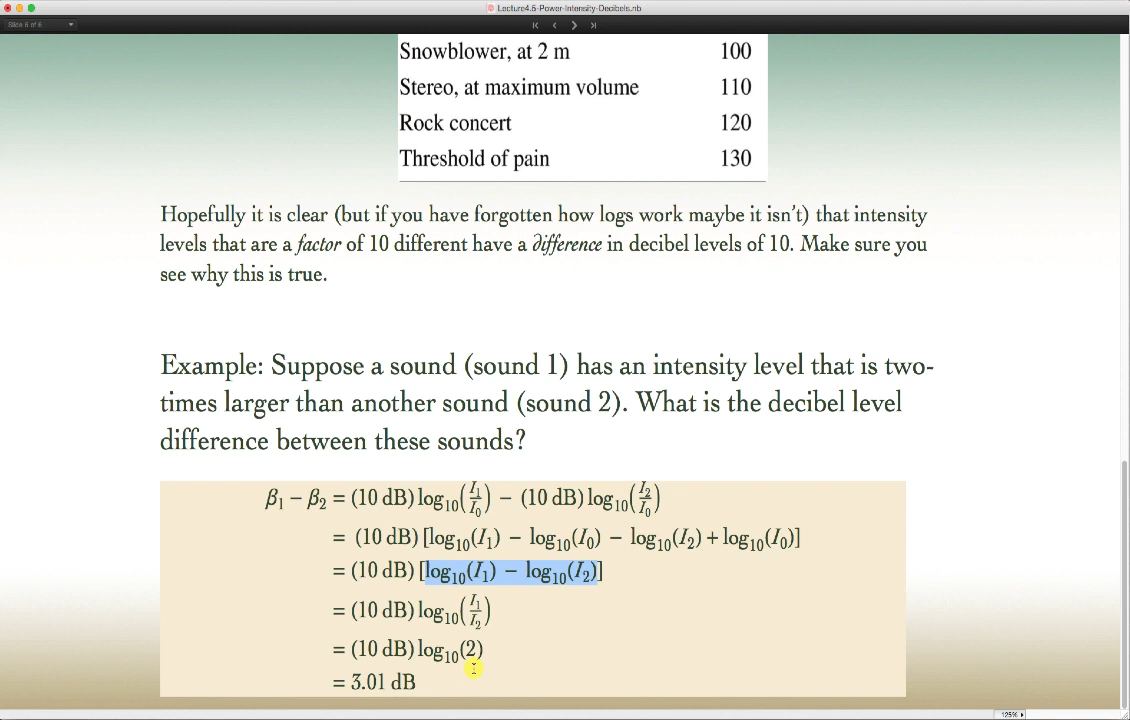 Lecture4.5-Power-Intensity-Decibels.nb
Slide 6 of 6
Snowblower, at 2 m 100
Stereo, at maximum volume 110
Rock concert 120
Threshold of pain 130
Hopefully it is clear (but if you have forgotten how logs work maybe it isn't) that intensity
levels that are a factor of 10 different have a difference in decibel levels of 10. Make sure you
see why this is true.
Example: Suppose a sound (sound 1) has an intensity level that is two-
times larger than another sound (sound 2). What is the decibel level
difference between these sounds?
β₁ − β₂ = (10 dB) log₁₀(I₁/I₀) − (10 dB) log₁₀(I₂/I₀)
= (10 dB) [log₁₀(I₁) − log₁₀(I₀) − log₁₀(I₂) + log₁₀(I₀)]
= (10 dB) [log₁₀(I₁) − log₁₀(I₂)]
= (10 dB) log₁₀(I₁/I₂)
= (10 dB) log₁₀(2)
= 3.01 dB
125%